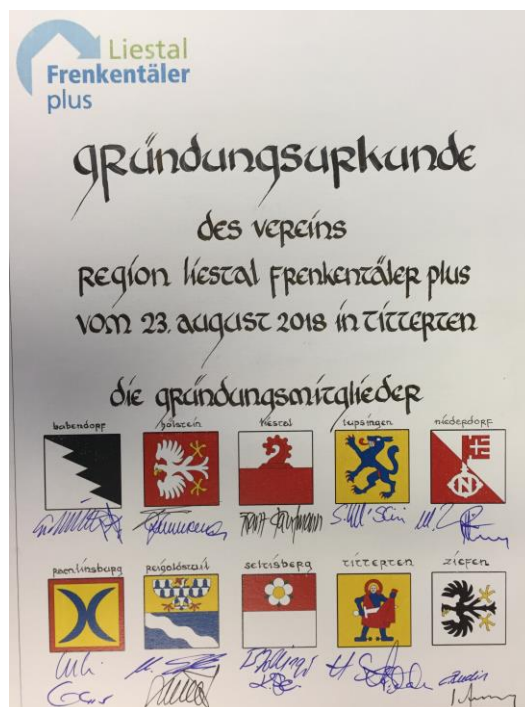 Liestal
Frenkentäler
plus
gründungsurkunde
des vereins
region liestal frenkentäler plus
vom 23. august 2018 in titterten
die gründungsmitglieder
bubendorf hölstein liestal lupsingen niederdorf
ramlinsburg reigoldswil seltisberg titterten ziefen